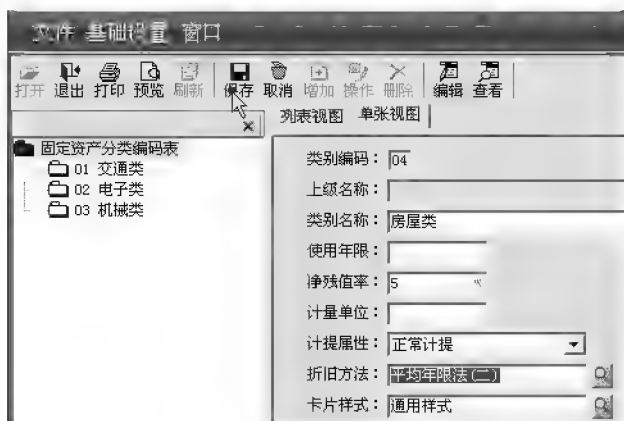 文件 基础设置 窗口
打开 退出 打印 预览 刷新 保存 取消 增加 操作 删除 编辑 查看
列表视图 单张视图
固定资产分类编码表
01 交通类
02 电子类
03 机械类
类别编码： 04
上级名称：
类别名称： 房屋类
使用年限：
净残值率： 5 %
计量单位：
计提属性： 正常计提
折旧方法： 平均年限法(二)
卡片样式： 通用样式